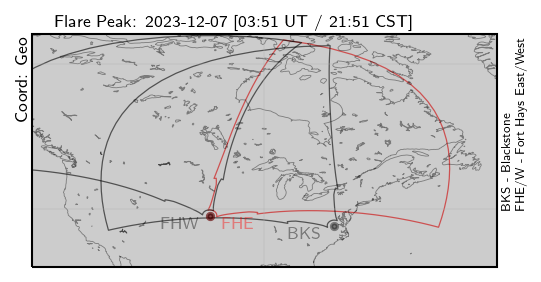 Flare Peak: 2023-12-07 [03:51 UT / 21:51 CST]
Coord: Geo
FHW
FHE
BKS
BKS - Blackstone
FHE/W - Fort Hays East/West